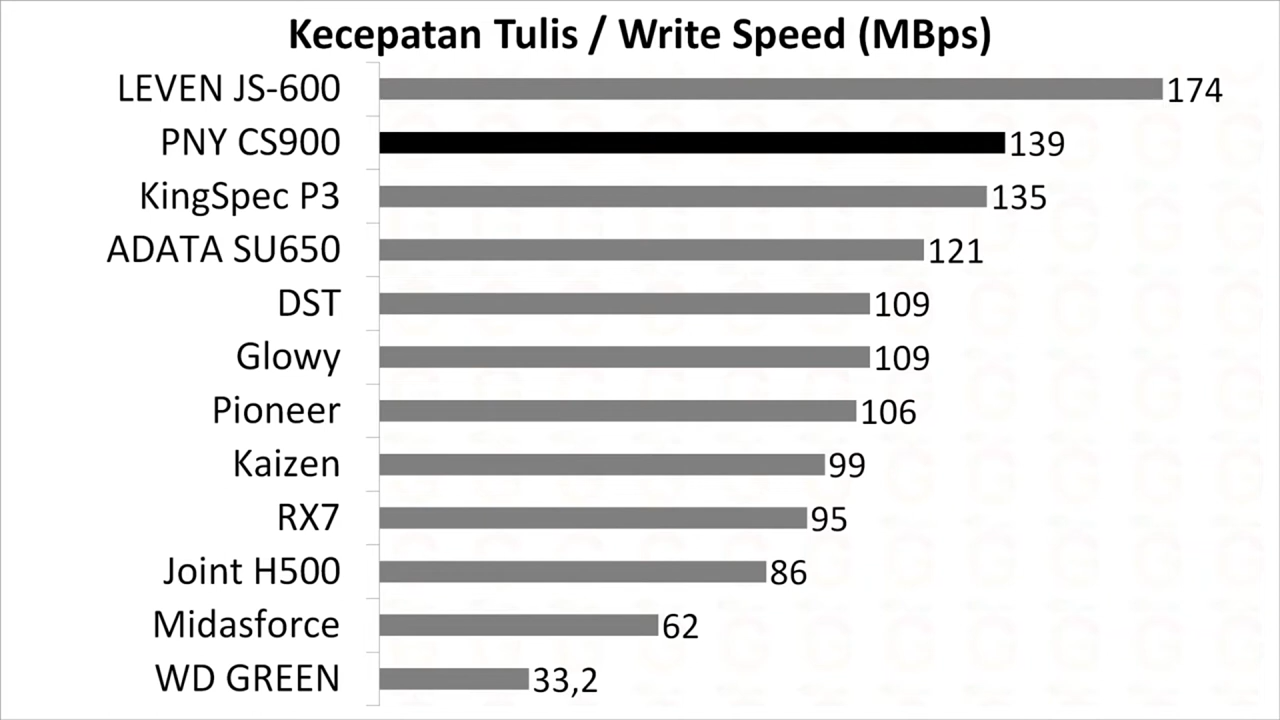 Kecepatan Tulis / Write Speed (MBps)
LEVEN JS-600 174
PNY CS900 139
KingSpec P3 135
ADATA SU650 121
DST 109
Glowy 109
Pioneer 106
Kaizen 99
RX7 95
Joint H500 86
Midasforce 62
WD GREEN 33,2